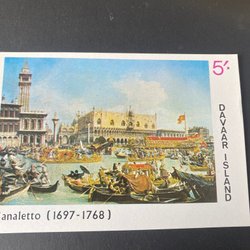 5/-
DAVAAR ISLAND
analetto (1697-1768)